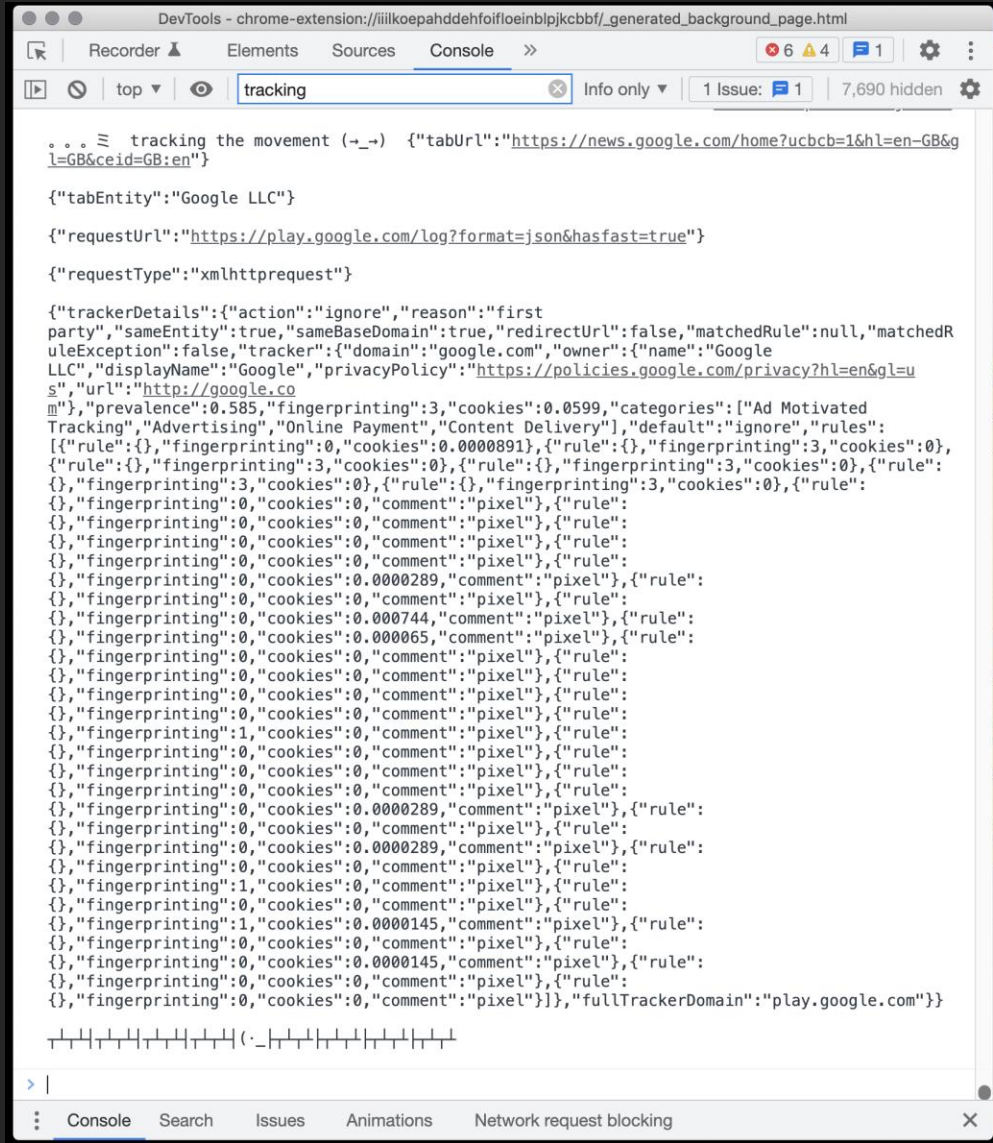 DevTools - chrome-extension://iiilkoepahddehfoifloeinblpjkcbbf/_generated_background_page.html
Recorder Elements Sources Console » 6 4 1
top ▼ tracking Info only ▼ 1 Issue: 1 7,690 hidden
。。。ミ tracking the movement (→_→) {"tabUrl":"https://news.google.com/home?ucbcb=1&hl=en-GB&g
l=GB&ceid=GB:en"}
{"tabEntity":"Google LLC"}
{"requestUrl":"https://play.google.com/log?format=json&hasfast=true"}
{"requestType":"xmlhttprequest"}
{"trackerDetails":{"action":"ignore","reason":"first
party","sameEntity":true,"sameBaseDomain":true,"redirectUrl":false,"matchedRule":null,"matchedR
uleException":false,"tracker":{"domain":"google.com","owner":{"name":"Google
LLC","displayName":"Google","privacyPolicy":"https://policies.google.com/privacy?hl=en&gl=u
s","url":"http://google.co
m"},"prevalence":0.585,"fingerprinting":3,"cookies":0.0599,"categories":["Ad Motivated
Tracking","Advertising","Online Payment","Content Delivery"],"default":"ignore","rules":
[{"rule":{},"fingerprinting":0,"cookies":0.0000891},{"rule":{},"fingerprinting":3,"cookies":0},
{"rule":{},"fingerprinting":3,"cookies":0},{"rule":{},"fingerprinting":3,"cookies":0},{"rule":
{},"fingerprinting":3,"cookies":0},{"rule":{},"fingerprinting":3,"cookies":0},{"rule":
{},"fingerprinting":0,"cookies":0,"comment":"pixel"},{"rule":
{},"fingerprinting":0,"cookies":0,"comment":"pixel"},{"rule":
{},"fingerprinting":0,"cookies":0,"comment":"pixel"},{"rule":
{},"fingerprinting":0,"cookies":0,"comment":"pixel"},{"rule":
{},"fingerprinting":0,"cookies":0.0000289,"comment":"pixel"},{"rule":
{},"fingerprinting":0,"cookies":0,"comment":"pixel"},{"rule":
{},"fingerprinting":0,"cookies":0.000744,"comment":"pixel"},{"rule":
{},"fingerprinting":0,"cookies":0.000065,"comment":"pixel"},{"rule":
{},"fingerprinting":0,"cookies":0,"comment":"pixel"},{"rule":
{},"fingerprinting":0,"cookies":0,"comment":"pixel"},{"rule":
{},"fingerprinting":0,"cookies":0,"comment":"pixel"},{"rule":
{},"fingerprinting":0,"cookies":0,"comment":"pixel"},{"rule":
{},"fingerprinting":1,"cookies":0,"comment":"pixel"},{"rule":
{},"fingerprinting":0,"cookies":0,"comment":"pixel"},{"rule":
{},"fingerprinting":0,"cookies":0,"comment":"pixel"},{"rule":
{},"fingerprinting":0,"cookies":0,"comment":"pixel"},{"rule":
{},"fingerprinting":0,"cookies":0.0000289,"comment":"pixel"},{"rule":
{},"fingerprinting":0,"cookies":0,"comment":"pixel"},{"rule":
{},"fingerprinting":0,"cookies":0.0000289,"comment":"pixel"},{"rule":
{},"fingerprinting":0,"cookies":0,"comment":"pixel"},{"rule":
{},"fingerprinting":1,"cookies":0,"comment":"pixel"},{"rule":
{},"fingerprinting":0,"cookies":0,"comment":"pixel"},{"rule":
{},"fingerprinting":1,"cookies":0.0000145,"comment":"pixel"},{"rule":
{},"fingerprinting":0,"cookies":0,"comment":"pixel"},{"rule":
{},"fingerprinting":0,"cookies":0.0000145,"comment":"pixel"},{"rule":
{},"fingerprinting":0,"cookies":0,"comment":"pixel"},{"rule":
{},"fingerprinting":0,"cookies":0,"comment":"pixel"}]},"fullTrackerDomain":"play.google.com"}}
┬┴┬┴┤┬┴┬┴┤┬┴┬┴┤┬┴┬┴┤(･_├┬┴┬┴├┬┴┬┴├┬┴┬┴├┬┴┬┴
>
Console Search Issues Animations Network request blocking